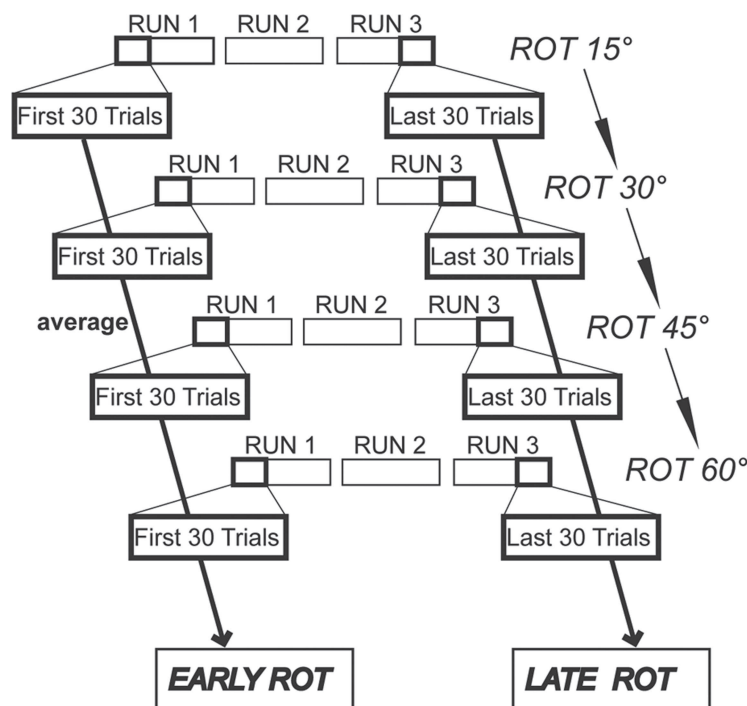 RUN 1 RUN 2 RUN 3 ROT 15°
First 30 Trials Last 30 Trials
RUN 1 RUN 2 RUN 3 ROT 30°
First 30 Trials Last 30 Trials
average RUN 1 RUN 2 RUN 3 ROT 45°
First 30 Trials Last 30 Trials
RUN 1 RUN 2 RUN 3 ROT 60°
First 30 Trials Last 30 Trials
EARLY ROT LATE ROT